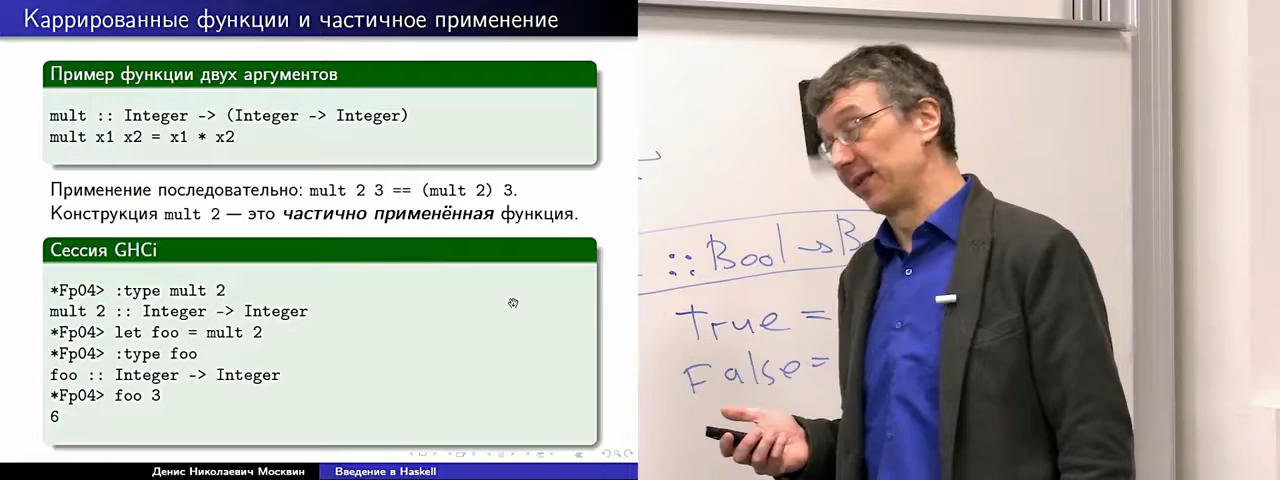 Каррированные функции и частичное применение
Пример функции двух аргументов
mult :: Integer -> (Integer -> Integer)
mult x1 x2 = x1 * x2
Применение последовательно: mult 2 3 == (mult 2) 3.
Конструкция mult 2 — это частично применённая функция.
Сессия GHCi
*Fp04> :type mult 2
mult 2 :: Integer -> Integer
*Fp04> let foo = mult 2
*Fp04> :type foo
foo :: Integer -> Integer
*Fp04> foo 3
6
Денис Николаевич Москвин Введение в Haskell
:: Bool -> B
True =
False =